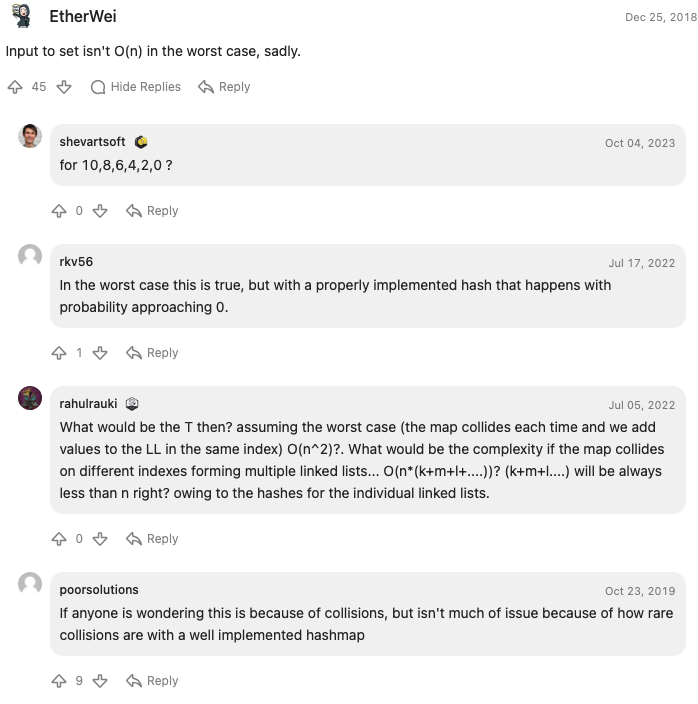 EtherWei
Dec 25, 2018
Input to set isn't O(n) in the worst case, sadly.
45 Hide Replies Reply
shevartsoft
Oct 04, 2023
for 10,8,6,4,2,0 ?
0 Reply
rkv56
Jul 17, 2022
In the worst case this is true, but with a properly implemented hash that happens with
probability approaching 0.
1 Reply
rahulrauki
Jul 05, 2022
What would be the T then? assuming the worst case (the map collides each time and we add
values to the LL in the same index) O(n^2)?. What would be the complexity if the map collides
on different indexes forming multiple linked lists... O(n*(k+m+l+....))? (k+m+l....) will be always
less than n right? owing to the hashes for the individual linked lists.
0 Reply
poorsolutions
Oct 23, 2019
If anyone is wondering this is because of collisions, but isn't much of issue because of how rare
collisions are with a well implemented hashmap
9 Reply